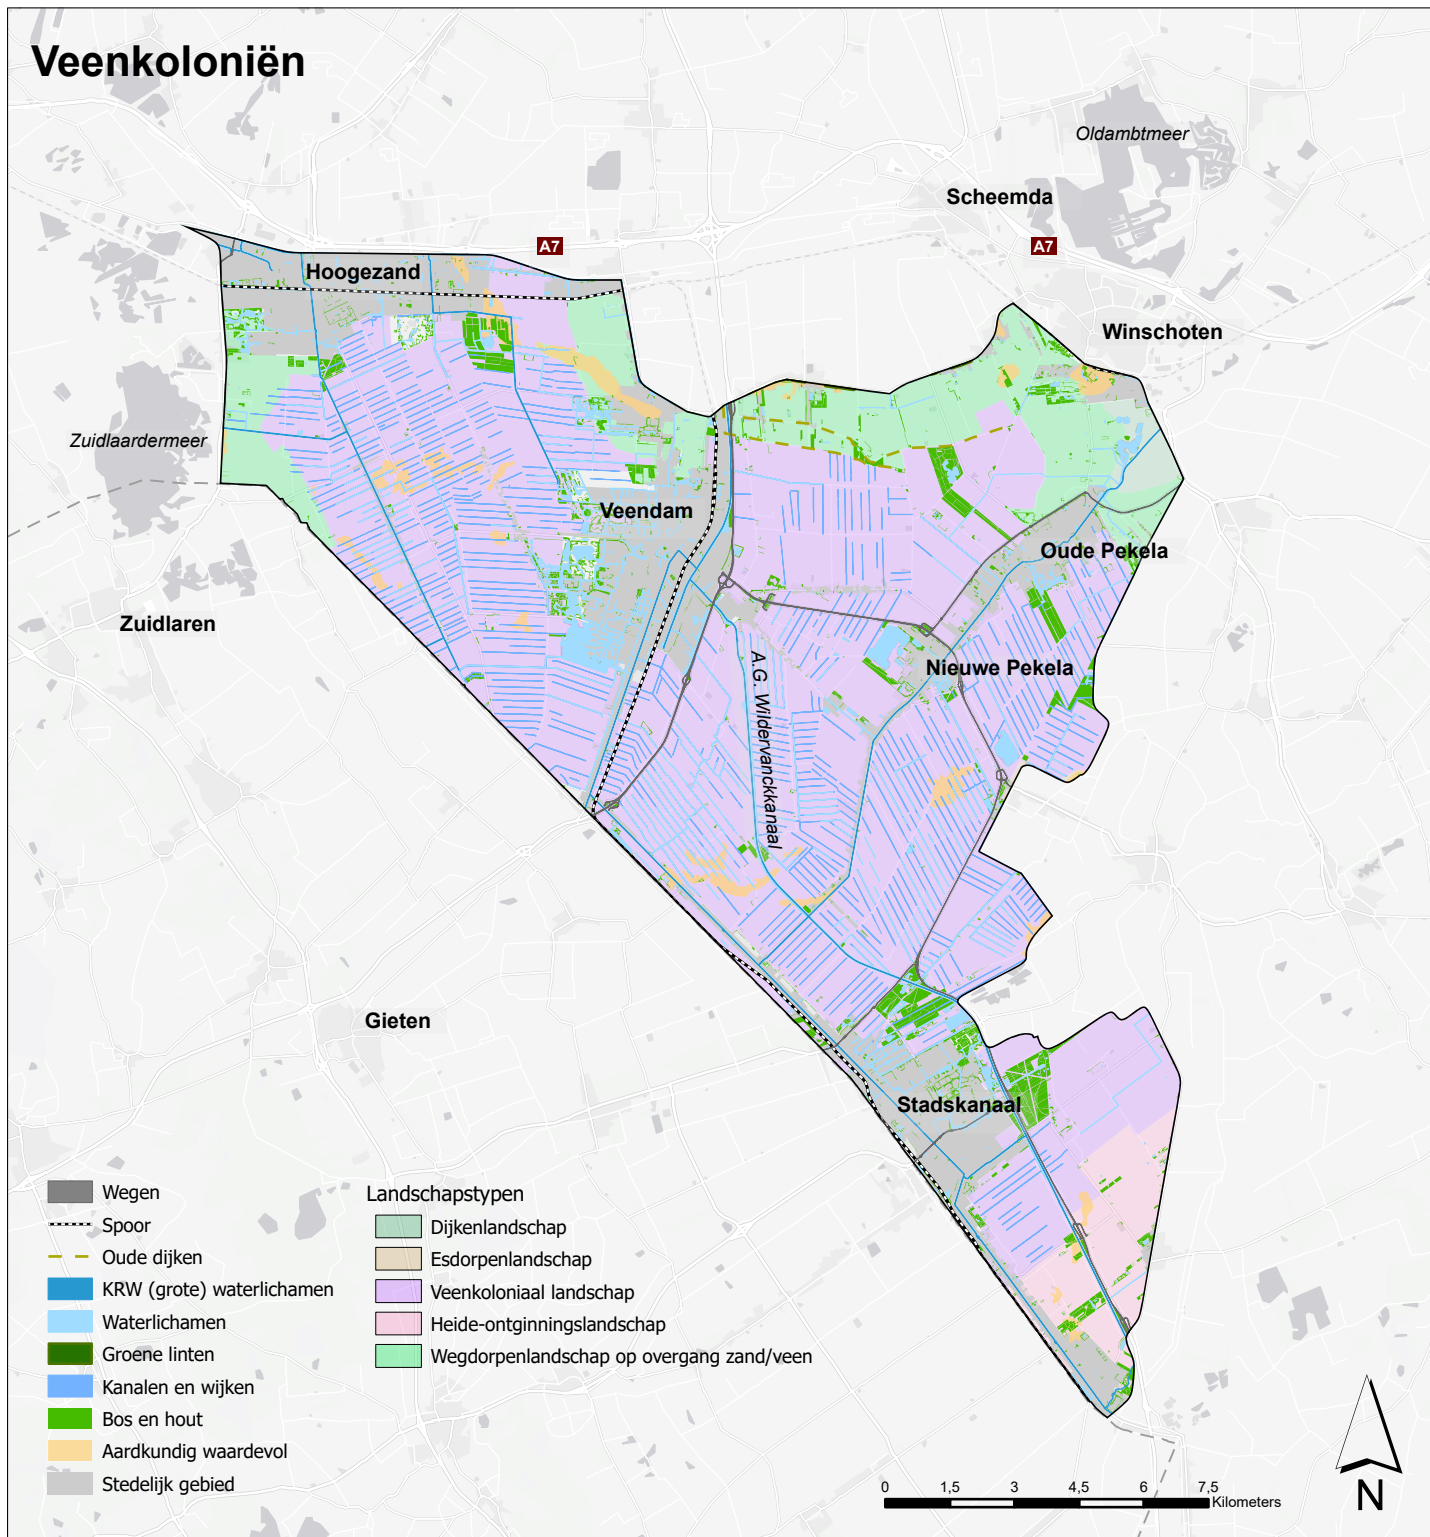 Veenkoloniën
Oldambtmeer
Scheemda
A7
A7
Hoogezand
Winschoten
Zuidlaardermeer
Veendam
Oude Pekela
Zuidlaren
Nieuwe Pekela
A.G. Wildervanckkanaal
Gieten
Stadskanaal
Wegen
Spoor
Oude dijken
KRW (grote) waterlichamen
Waterlichamen
Groene linten
Kanalen en wijken
Bos en hout
Aardkundig waardevol
Stedelijk gebied
Landschapstypen
Dijkenlandschap
Esdorpenlandschap
Veenkoloniaal landschap
Heide-ontginningslandschap
Wegdorpenlandschap op overgang zand/veen
0 1,5 3 4,5 6 7,5
Kilometers
N